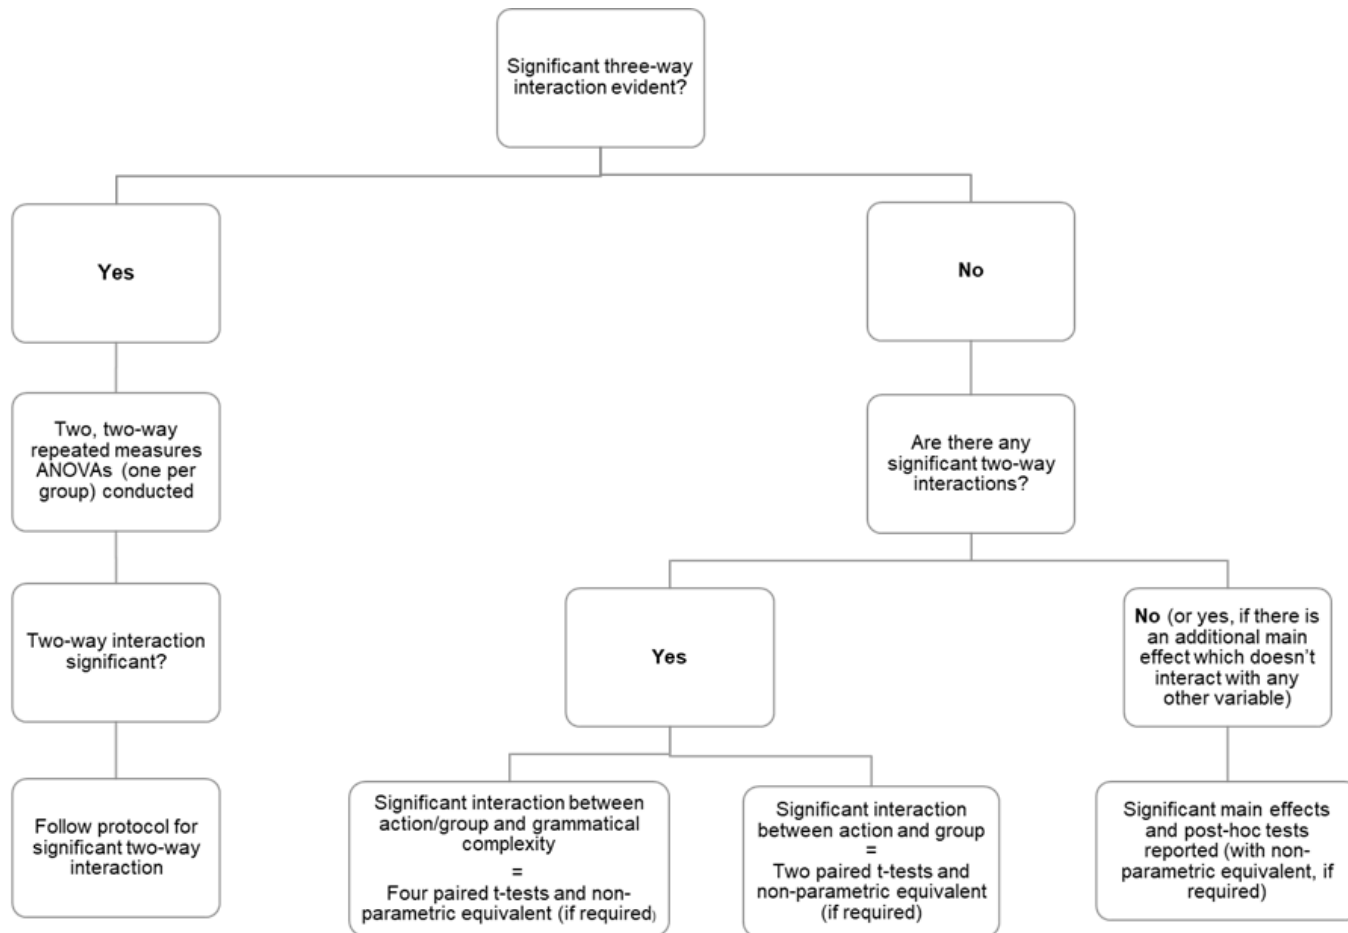 Significant three-way
interaction evident?
Yes
No
Two, two-way
repeated measures
ANOVAs (one per
group) conducted
Are there any
significant two-way
interactions?
Two-way interaction
significant?
Yes
No (or yes, if there is
an additional main
effect which doesn't
interact with any
other variable)
Follow protocol for
significant two-way
interaction
Significant interaction between
action/group and grammatical
complexity
=
Four paired t-tests and non-
parametric equivalent (if required)
Significant interaction
between action and group
=
Two paired t-tests and
non-parametric equivalent
(if required)
Significant main effects
and post-hoc tests
reported (with non-
parametric equivalent, if
required)